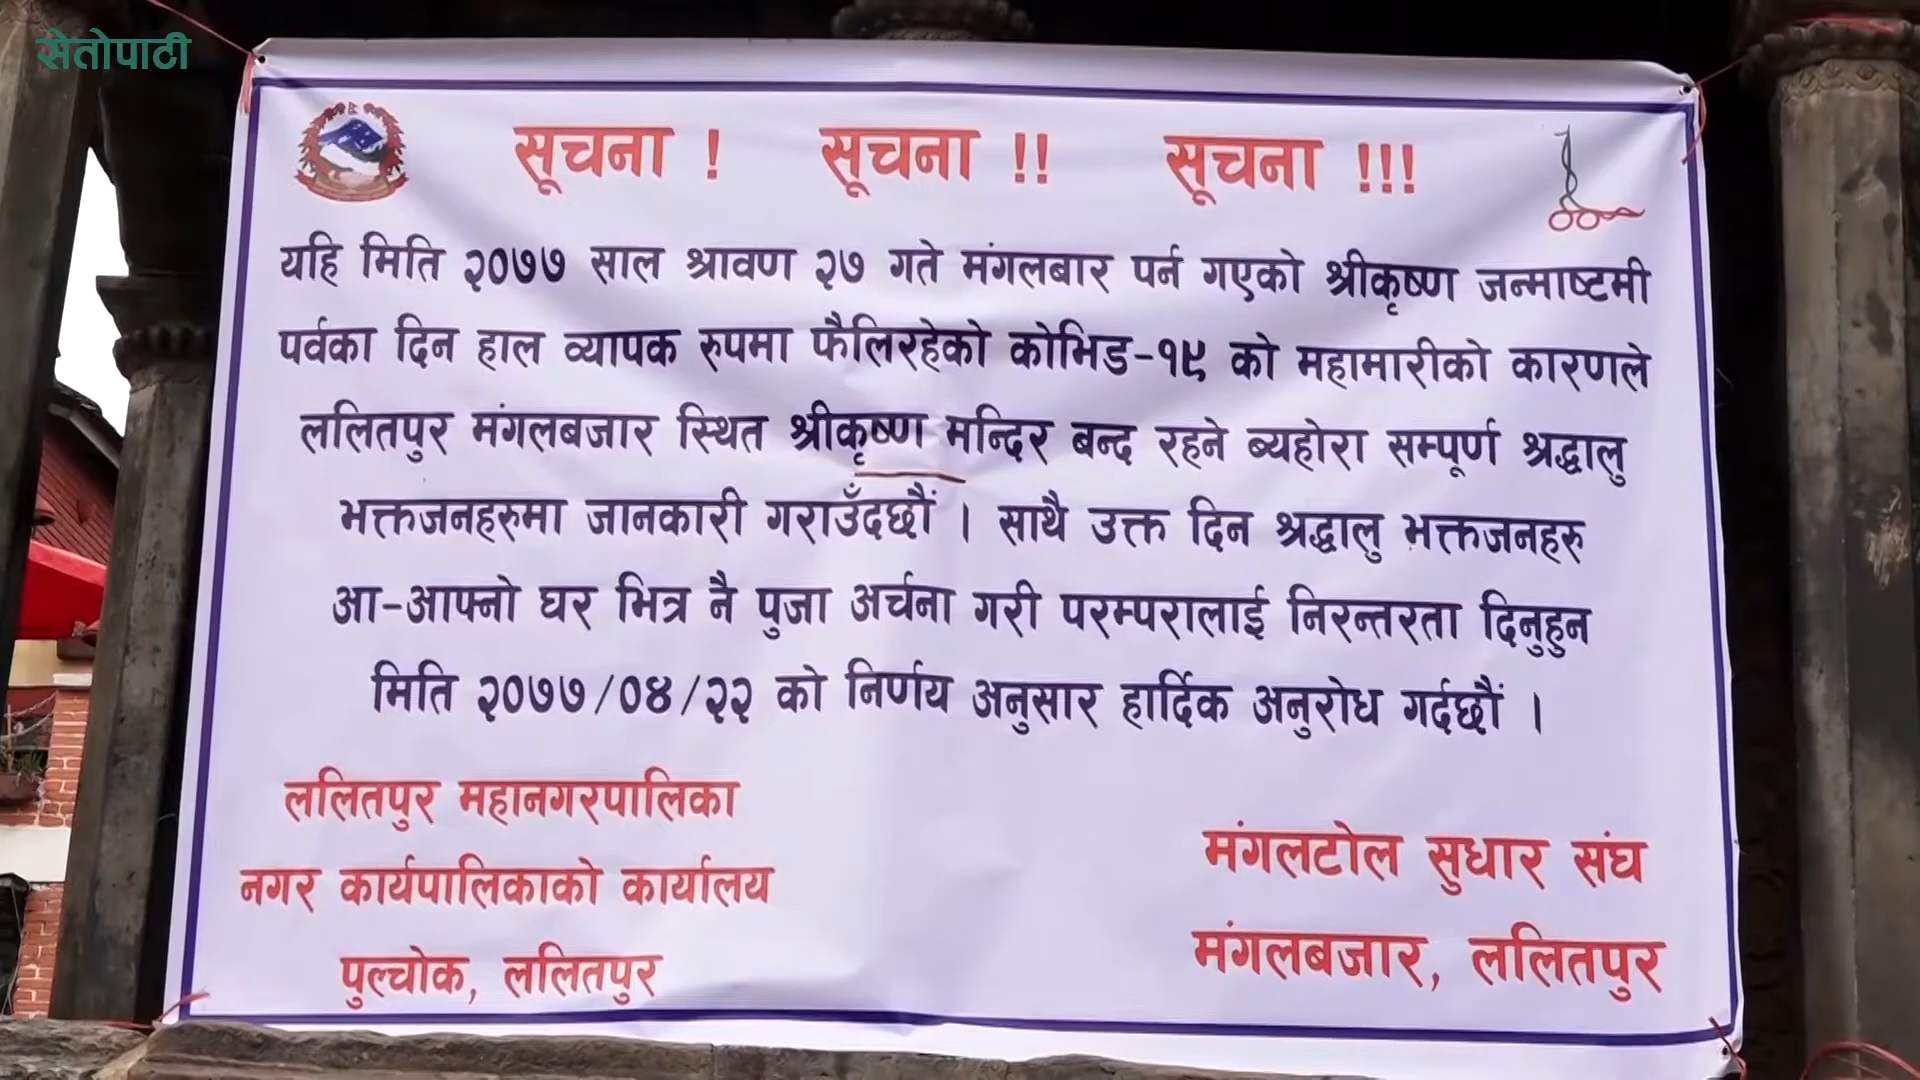 सेतोपाटी
सूचना ! सूचना !! सूचना !!!
यहि मिति २०७७ साल श्रावण २७ गते मंगलबार पर्न गएको श्रीकृष्ण जन्माष्टमी
पर्वका दिन हाल व्यापक रुपमा फैलिरहेको कोभिड-१९ को महामारीको कारणले
ललितपुर मंगलबजार स्थित श्रीकृष्ण मन्दिर बन्द रहने ब्यहोरा सम्पूर्ण श्रद्धालु
भक्तजनहरुमा जानकारी गराउँदछौं । साथै उक्त दिन श्रद्धालु भक्तजनहरु
आ-आफ्नो घर भित्र नै पुजा अर्चना गरी परम्परालाई निरन्तरता दिनुहुन
मिति २०७७/०४/२२ को निर्णय अनुसार हार्दिक अनुरोध गर्दछौं ।
ललितपुर महानगरपालिका
नगर कार्यपालिकाको कार्यालय
पुल्चोक, ललितपुर
मंगलटोल सुधार संघ
मंगलबजार, ललितपुर